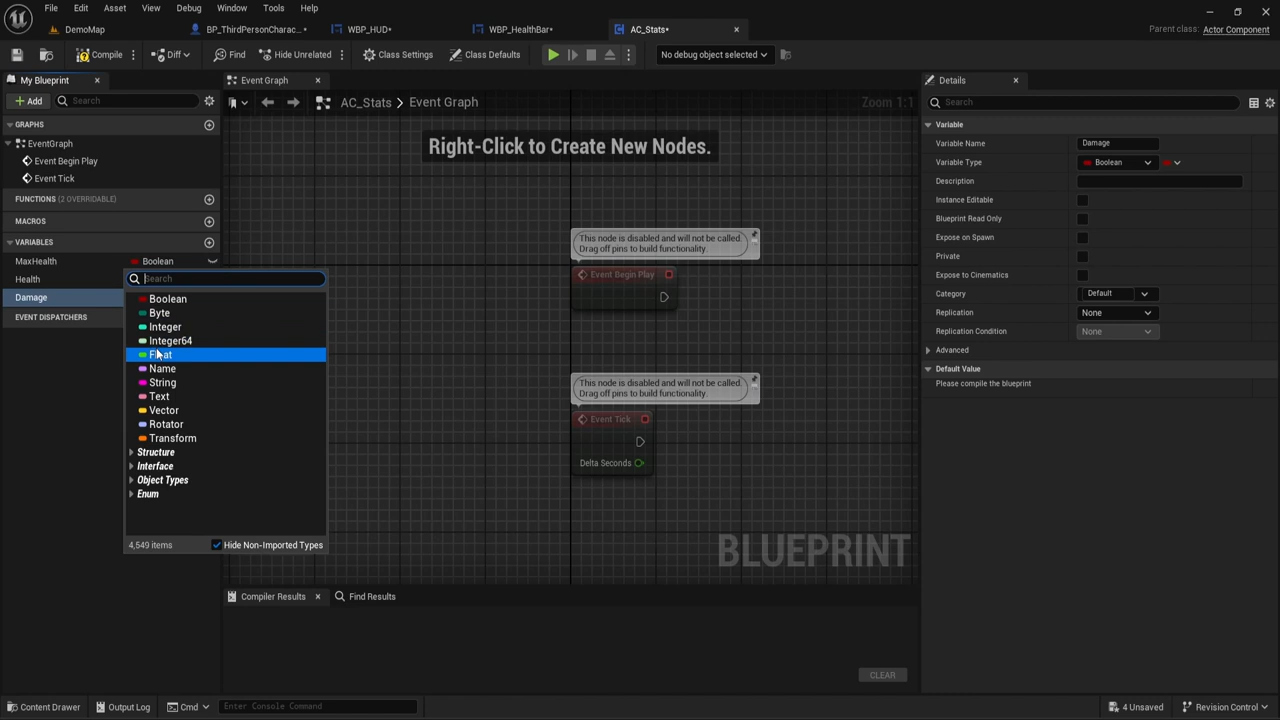 File Edit Asset View Debug Window Tools Help
DemoMap
BP_ThirdPersonCharac...•
WBP_HUD•
WBP_HealthBar•
AC_Stats•
Parent class: Actor Component
Compile
Diff
Find
Hide Unrelated
Class Settings
Class Defaults
No debug object selected
My Blueprint
Event Graph
Details
Add
Search
AC_Stats > Event Graph
Zoom 1:1
Search
GRAPHS
EventGraph
Event Begin Play
Event Tick
FUNCTIONS (2 OVERRIDABLE)
MACROS
VARIABLES
MaxHealth
Boolean
Health
Damage
EVENT DISPATCHERS
Search
Boolean
Byte
Integer
Integer64
Float
Name
String
Text
Vector
Rotator
Transform
Structure
Interface
Object Types
Enum
4,549 items
Hide Non-Imported Types
Right-Click to Create New Nodes.
This node is disabled and will not be called.
Drag off pins to build functionality.
Event Begin Play
This node is disabled and will not be called.
Drag off pins to build functionality.
Event Tick
Delta Seconds
BLUEPRINT
Variable
Variable Name
Damage
Variable Type
Boolean
Description
Instance Editable
Blueprint Read Only
Expose on Spawn
Private
Expose to Cinematics
Category
Default
Replication
None
Replication Condition
None
Advanced
Default Value
Please compile the blueprint
Compiler Results
Find Results
CLEAR
Content Drawer
Output Log
Cmd
Enter Console Command
4 Unsaved
Revision Control